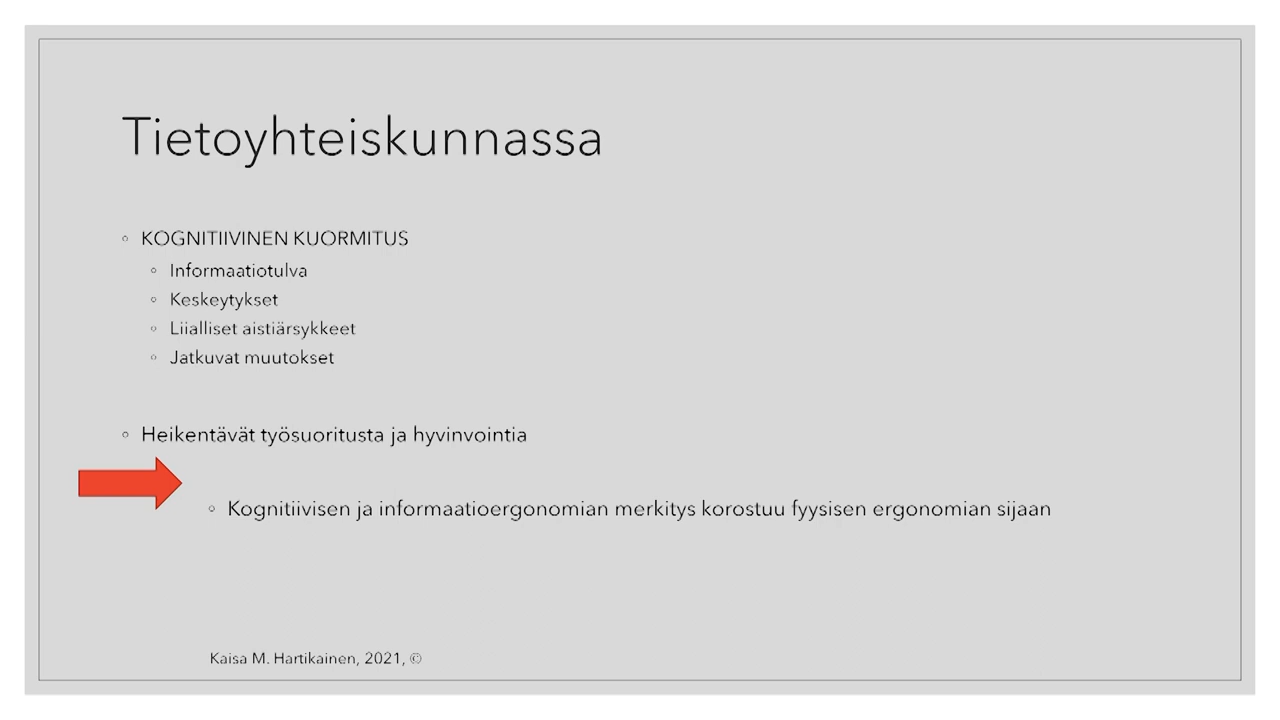 Tietoyhteiskunnassa
KOGNITIIVINEN KUORMITUS
Informaatiotulva
Keskeytykset
Liialliset aistiärsykkeet
Jatkuvat muutokset
Heikentävät työsuoritusta ja hyvinvointia
Kognitiivisen ja informaatioergonomian merkitys korostuu fyysisen ergonomian sijaan
Kaisa M. Hartikainen, 2021, ©